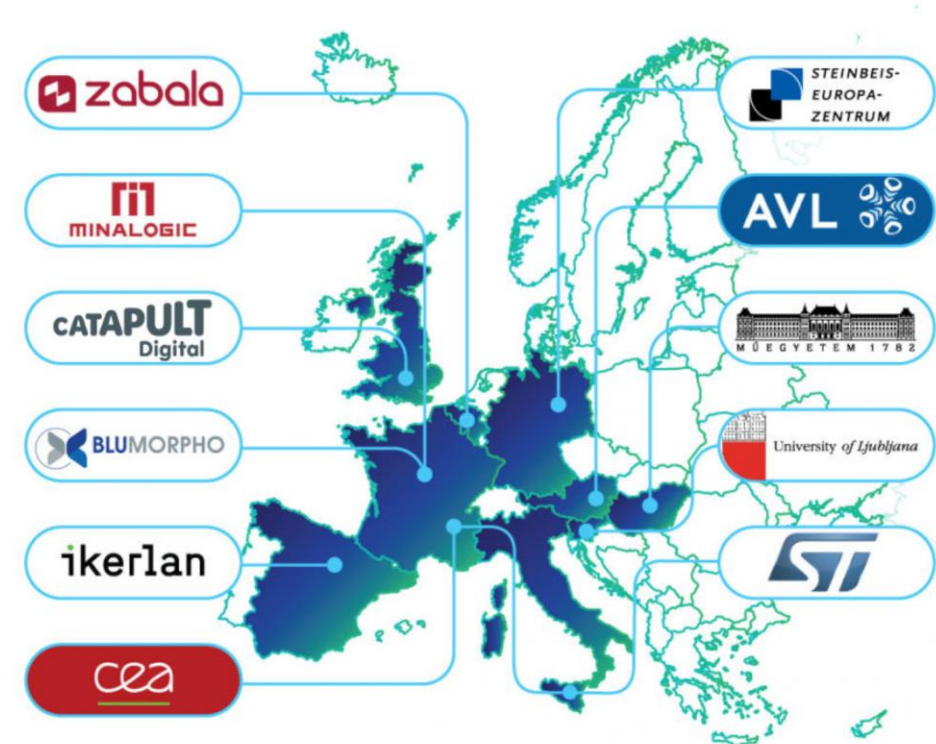 zabala
MINALOGIC
CATAPULT
Digital
BLUMORPHO
ikerlan
cea
STEINBEIS-
EUROPA-
ZENTRUM
AVL
MŰEGYETEM 1782
University of Ljubljana
ST